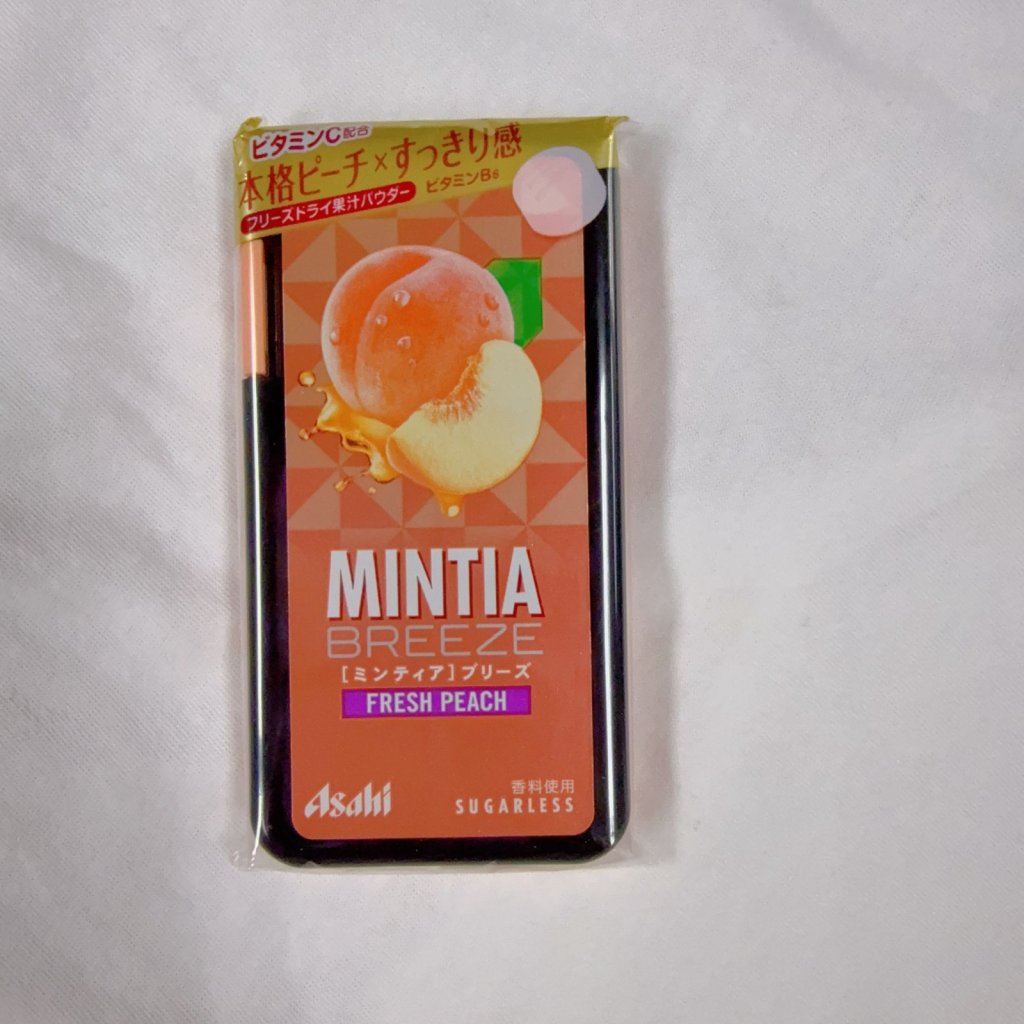 ビタミンC配合
本格ピーチ×すっきり感
フリーズドライ果汁パウダー ビタミンB6
MINTIA
BREEZE
[ミンティア]ブリーズ
FRESH PEACH
香料使用
Asahi SUGARLESS